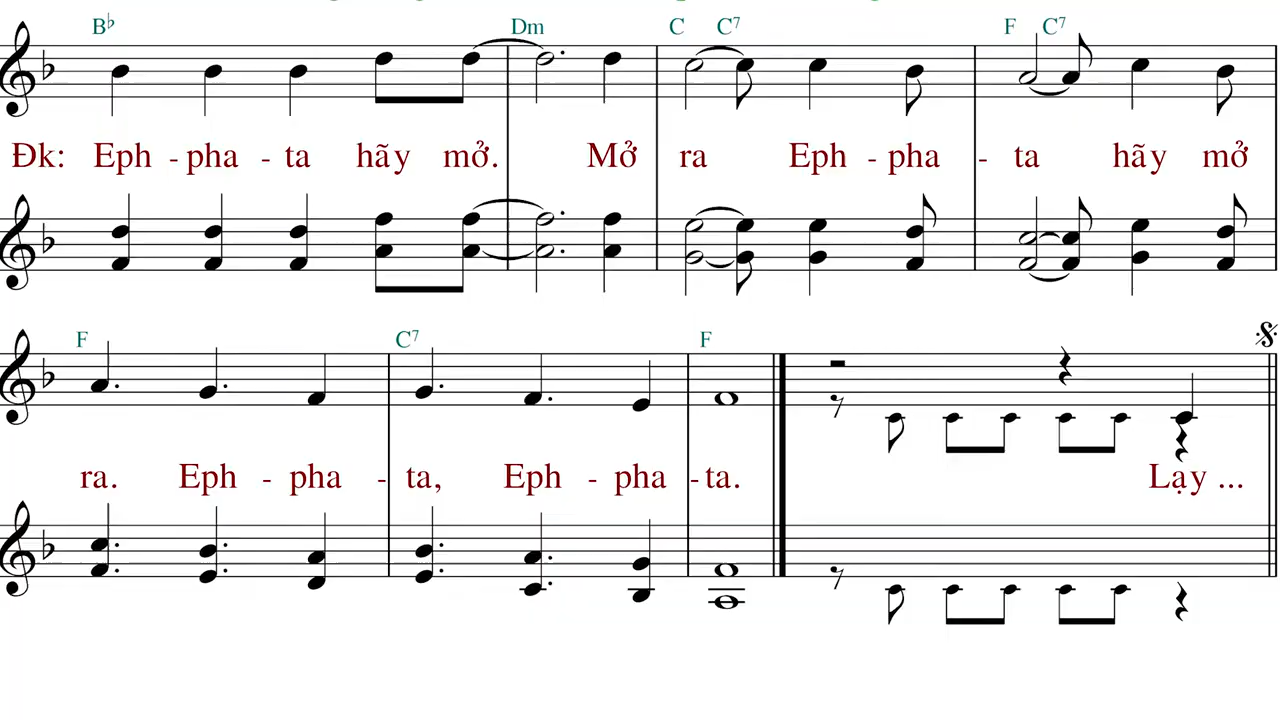 B♭ Dm C C7 F C7
Đk: Eph - pha - ta hãy mở. Mở ra Eph - pha - ta hãy mở
F C7 F
ra. Eph - pha - ta, Eph - pha - ta. Lạy ...